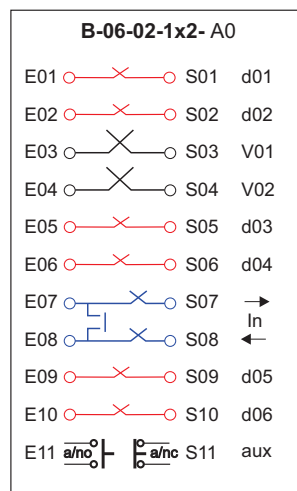 B-06-02-1x2- A0
E01 S01 d01
E02 S02 d02
E03 S03 V01
E04 S04 V02
E05 S05 d03
E06 S06 d04
E07 S07 →
In
E08 S08 ←
E09 S09 d05
E10 S10 d06
E11 a/no a/nc S11 aux